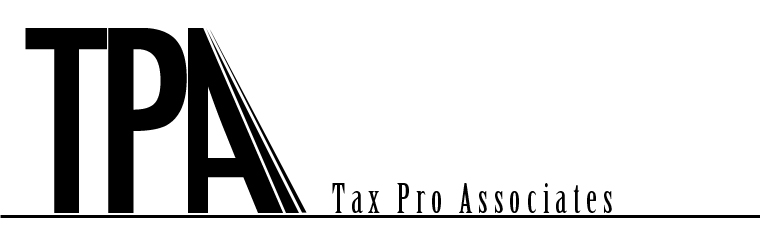 TPA
Tax Pro Associates